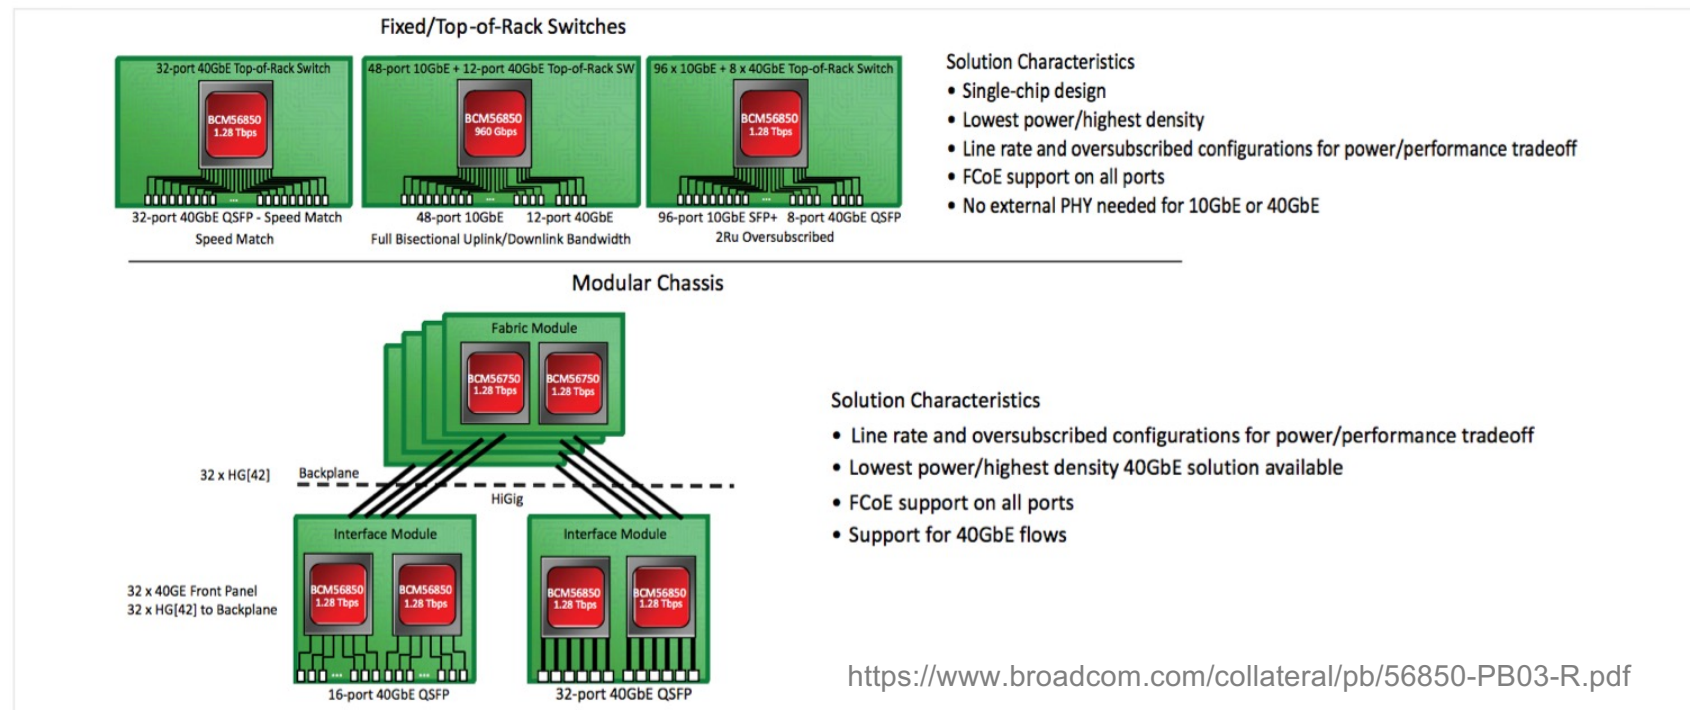 Fixed/Top-of-Rack Switches
32-port 40GbE Top-of-Rack Switch
BCM56850
1.28 Tbps
...
32-port 40GbE QSFP - Speed Match
Speed Match
48-port 10GbE + 12-port 40GbE Top-of-Rack SW
BCM56850
960 Gbps
...
48-port 10GbE 12-port 40GbE
Full Bisectional Uplink/Downlink Bandwidth
96 x 10GbE + 8 x 40GbE Top-of-Rack Switch
BCM56850
1.28 Tbps
...
96-port 10GbE SFP+ 8-port 40GbE QSFP
2Ru Oversubscribed
Solution Characteristics
• Single-chip design
• Lowest power/highest density
• Line rate and oversubscribed configurations for power/performance tradeoff
• FCoE support on all ports
• No external PHY needed for 10GbE or 40GbE
Modular Chassis
Fabric Module
BCM56750
1.28 Tbps
BCM56750
1.28 Tbps
32 x HG[42]
Backplane
HiGig
Interface Module
BCM56850
1.28 Tbps
BCM56850
1.28 Tbps
...
...
16-port 40GbE QSFP
Interface Module
BCM56850
1.28 Tbps
BCM56850
1.28 Tbps
32-port 40GbE QSFP
32 x 40GE Front Panel
32 x HG[42] to Backplane
Solution Characteristics
• Line rate and oversubscribed configurations for power/performance tradeoff
• Lowest power/highest density 40GbE solution available
• FCoE support on all ports
• Support for 40GbE flows
https://www.broadcom.com/collateral/pb/56850-PB03-R.pdf